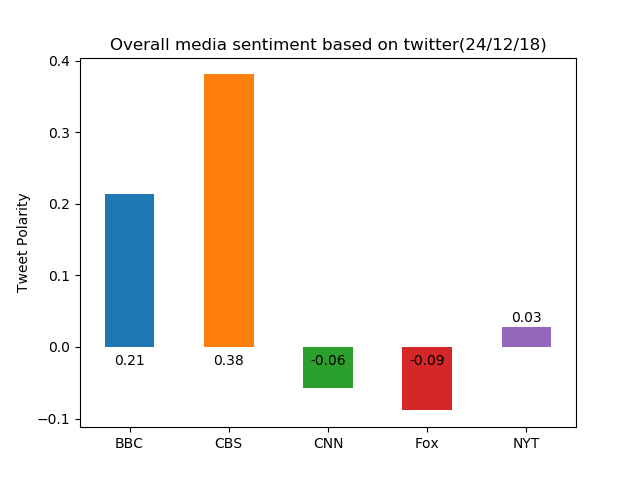 Overall media sentiment based on twitter(24/12/18)
0.4
0.3
0.2
0.1
0.0
−0.1
Tweet Polarity
0.21
0.38
-0.06
-0.09
0.03
BBC
CBS
CNN
Fox
NYT